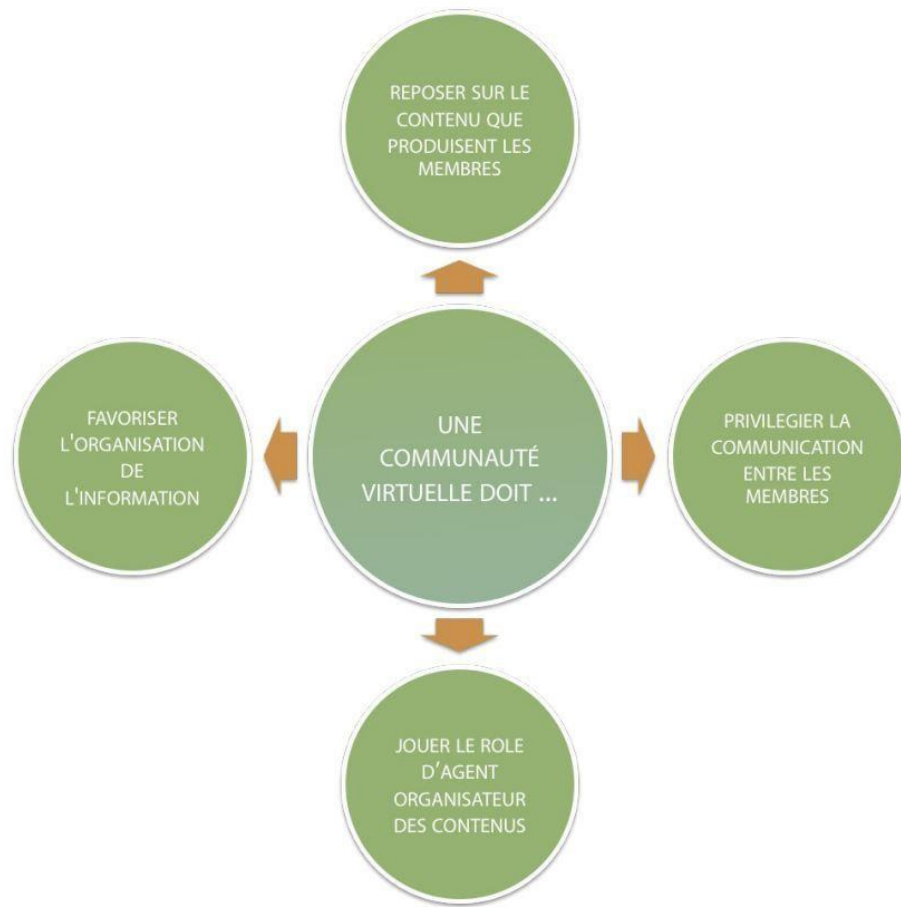 REPOSER SUR LE
CONTENU QUE
PRODUISENT LES
MEMBRES
FAVORISER
L'ORGANISATION
DE
L'INFORMATION
UNE
COMMUNAUTÉ
VIRTUELLE DOIT ...
PRIVILEGIER LA
COMMUNICATION
ENTRE LES
MEMBRES
JOUER LE ROLE
D'AGENT
ORGANISATEUR
DES CONTENUS